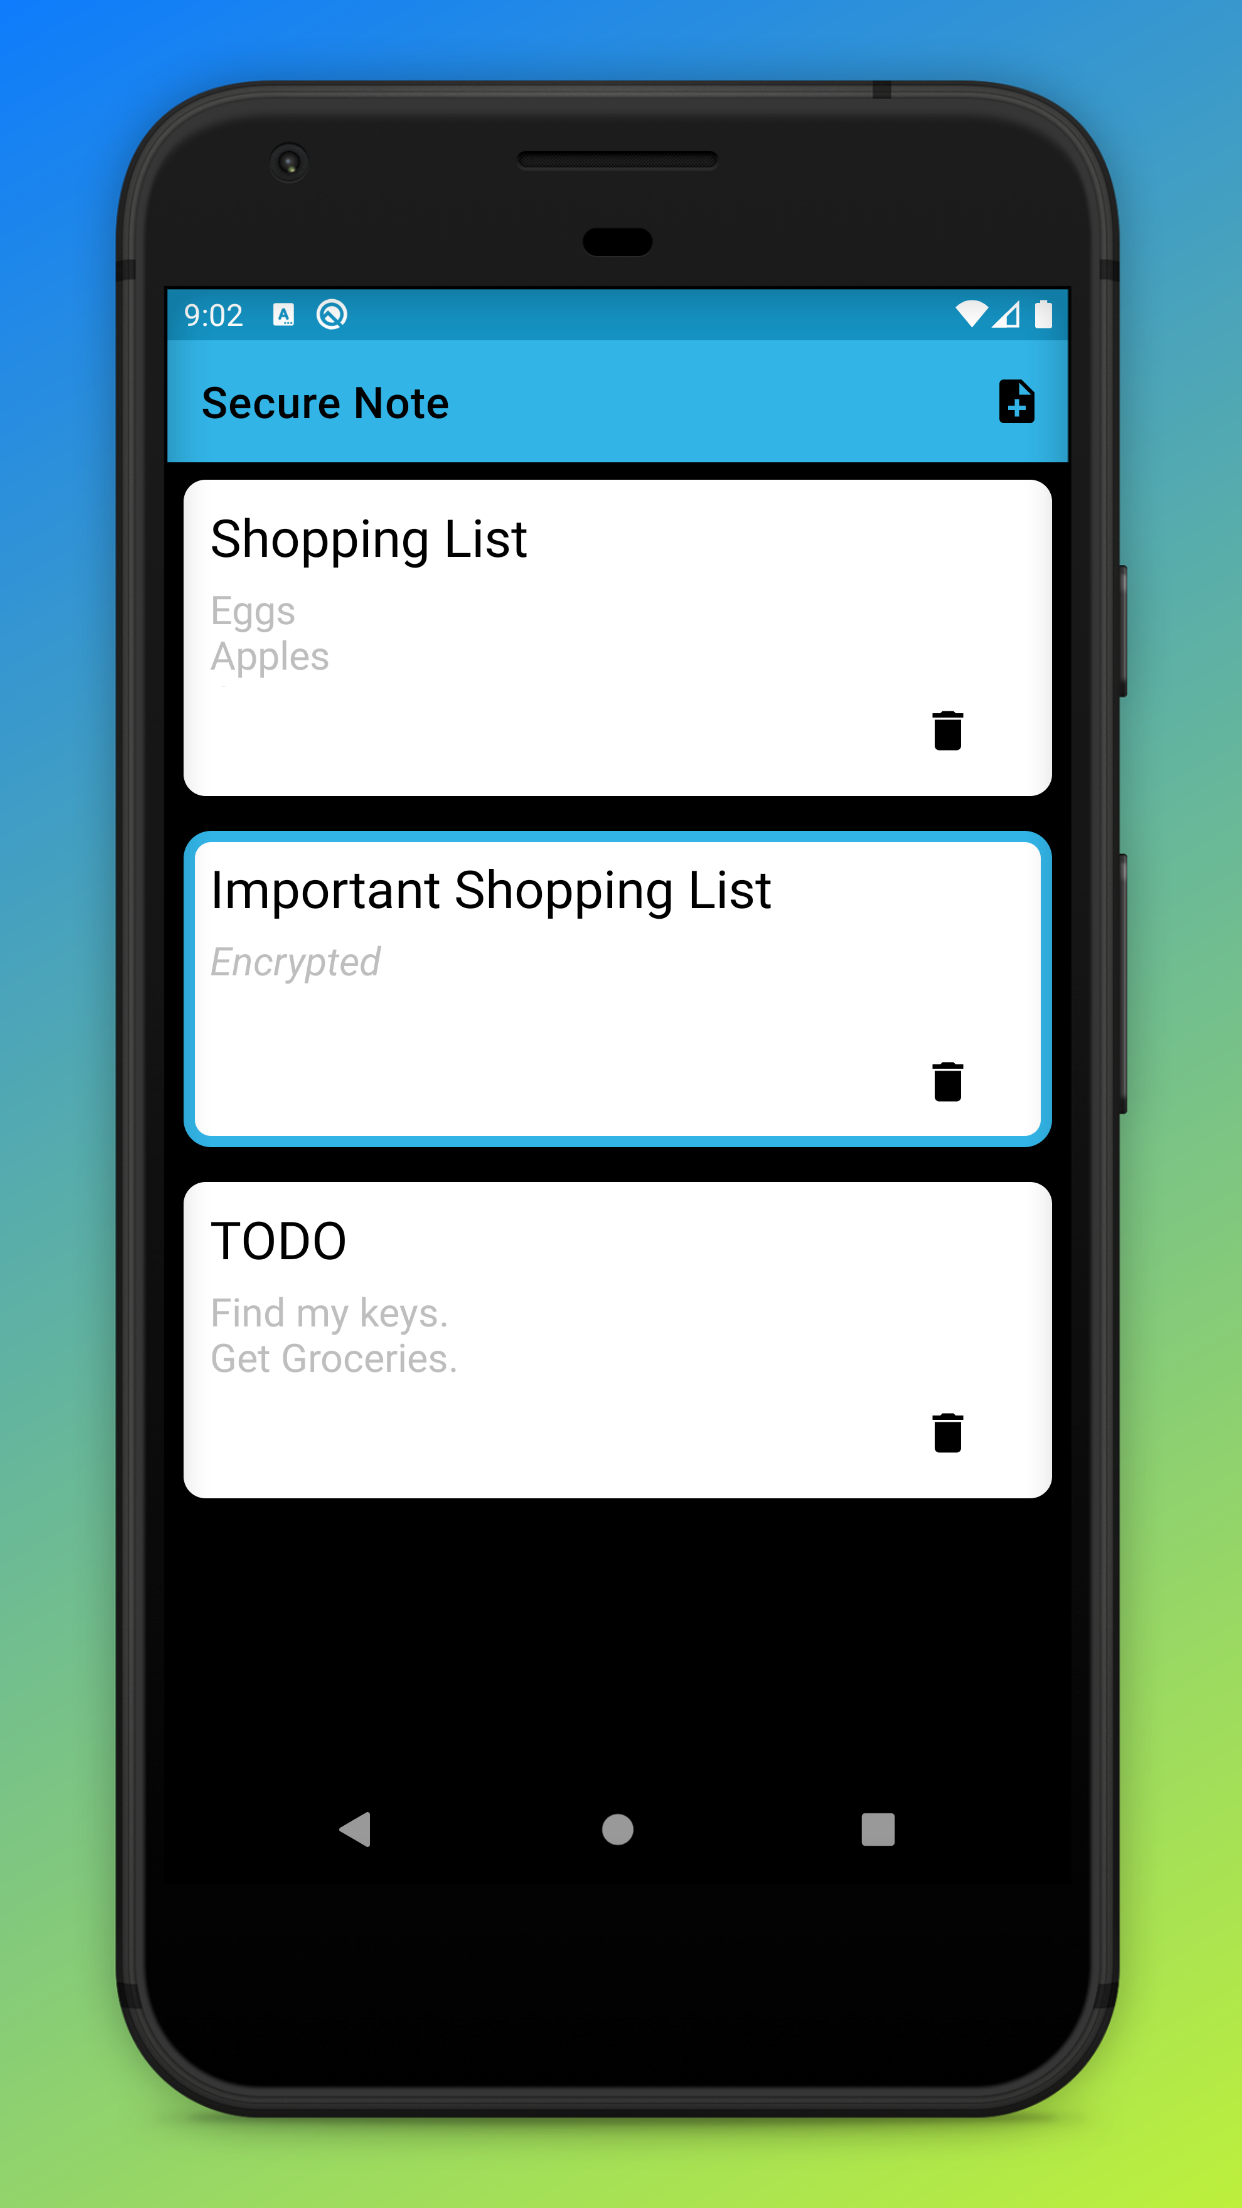 9:02
Secure Note
Shopping List
Eggs
Apples
Important Shopping List
Encrypted
TODO
Find my keys.
Get Groceries.